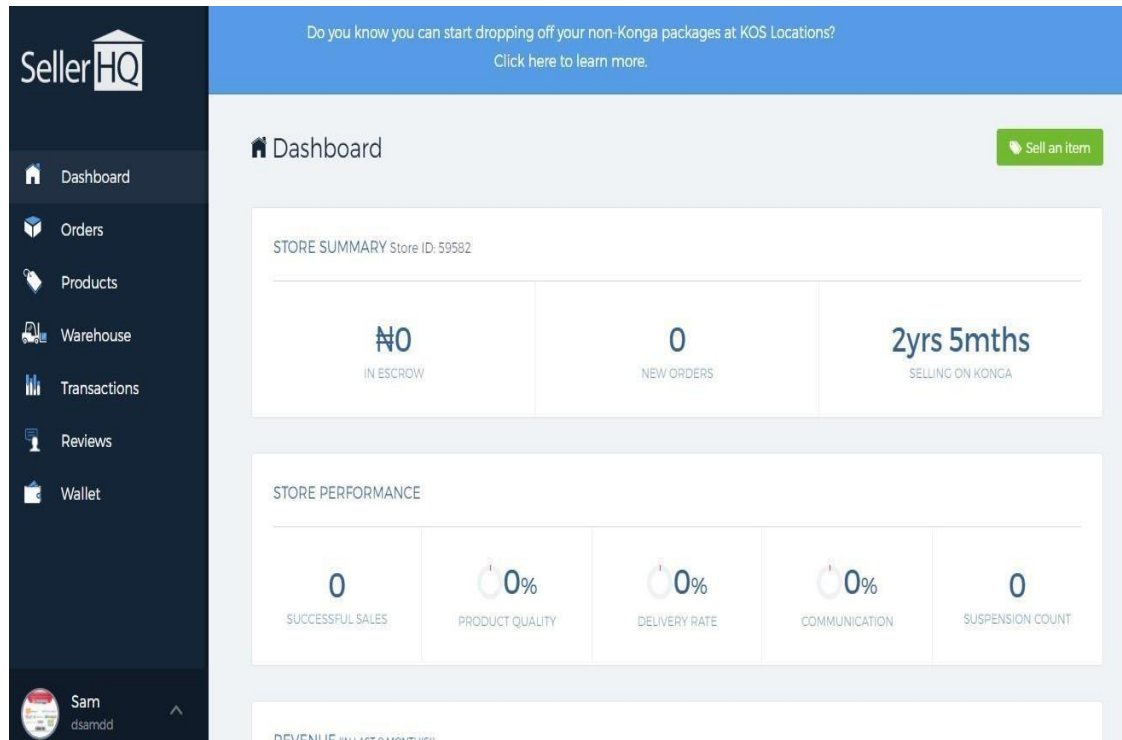 SellerHQ
Do you know you can start dropping off your non-Konga packages at KOS Locations?
Click here to learn more.
Dashboard
Orders
Products
Warehouse
Transactions
Reviews
Wallet
Sam
dsamdd
Dashboard
Sell an item
STORE SUMMARY Store ID: 59582
₦0
IN ESCROW
0
NEW ORDERS
2yrs 5mths
SELLING ON KONGA
STORE PERFORMANCE
0
SUCCESSFUL SALES
0%
PRODUCT QUALITY
0%
DELIVERY RATE
0%
COMMUNICATION
0
SUSPENSION COUNT
REVENUE